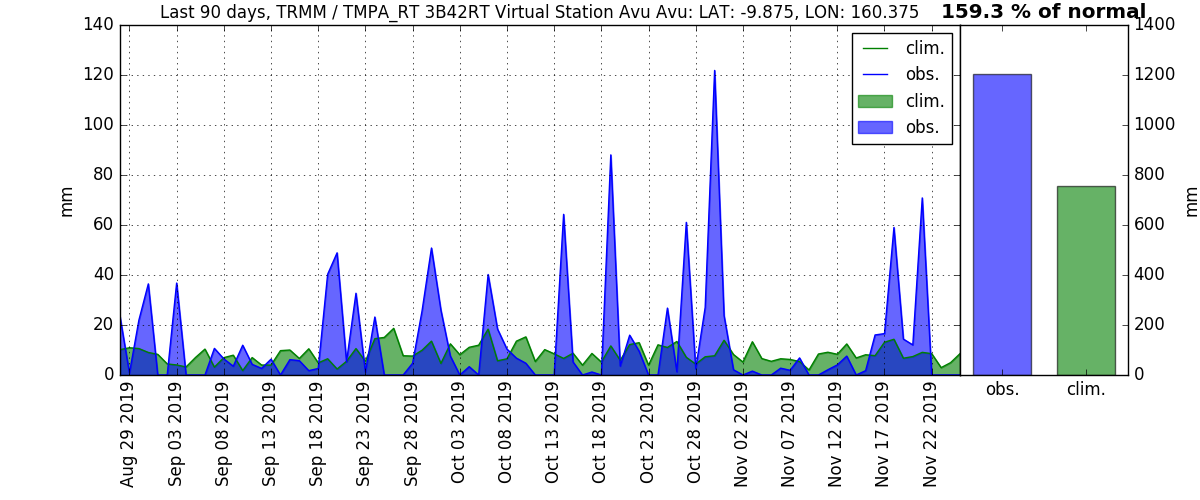 Last 90 days, TRMM / TMPA_RT 3B42RT Virtual Station Avu Avu: LAT: -9.875, LON: 160.375
159.3 % of normal
140
120
100
80
60
40
20
0
mm
clim.
obs.
clim.
obs.
1400
1200
1000
800
600
400
200
0
mm
Aug 29 2019
Sep 03 2019
Sep 08 2019
Sep 13 2019
Sep 18 2019
Sep 23 2019
Sep 28 2019
Oct 03 2019
Oct 08 2019
Oct 13 2019
Oct 18 2019
Oct 23 2019
Oct 28 2019
Nov 02 2019
Nov 07 2019
Nov 12 2019
Nov 17 2019
Nov 22 2019
obs.
clim.